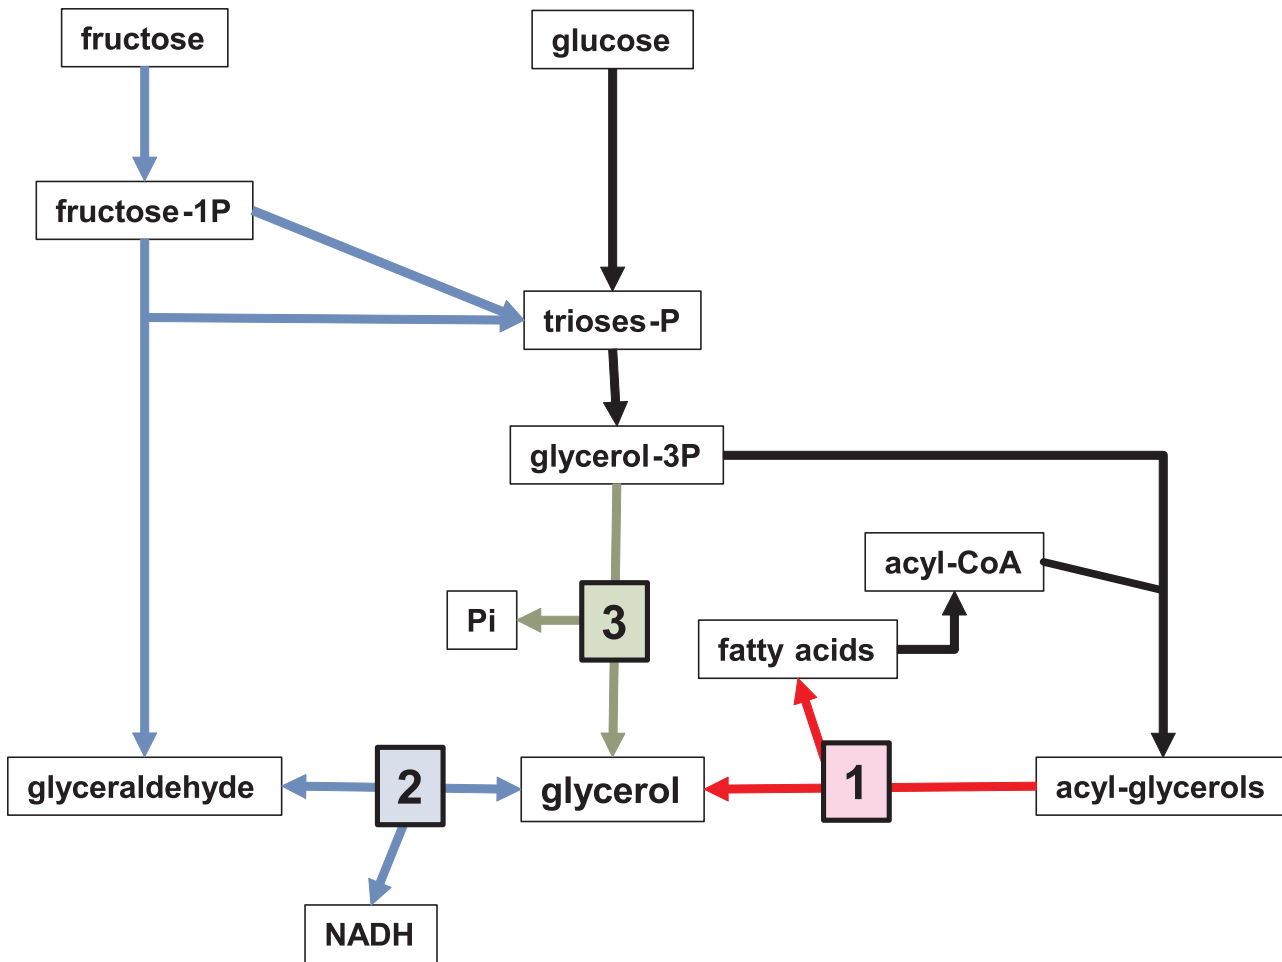 fructose
glucose
fructose-1P
trioses-P
glycerol-3P
acyl-CoA
Pi
3
fatty acids
glyceraldehyde
2
glycerol
1
acyl-glycerols
NADH